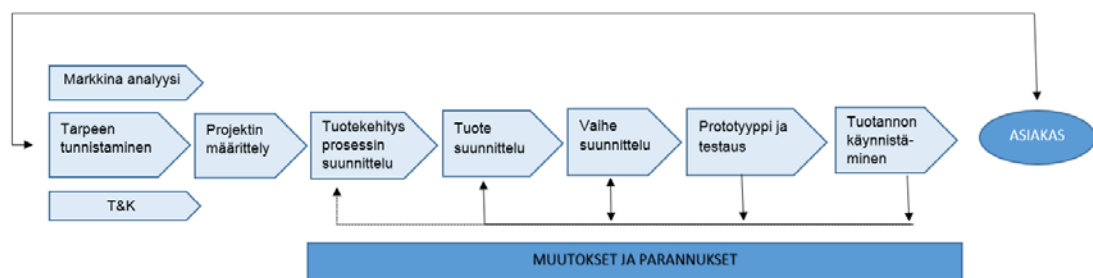 Markkina analyysi
Tarpeen
tunnistaminen
T&K
Projektin
määrittely
Tuotekehitys
prosessin
suunnittelu
Tuote
suunnittelu
Vaihe
suunnittelu
Prototyyppi ja
testaus
Tuotannon
käynnistä-
minen
ASIAKAS
MUUTOKSET JA PARANNUKSET